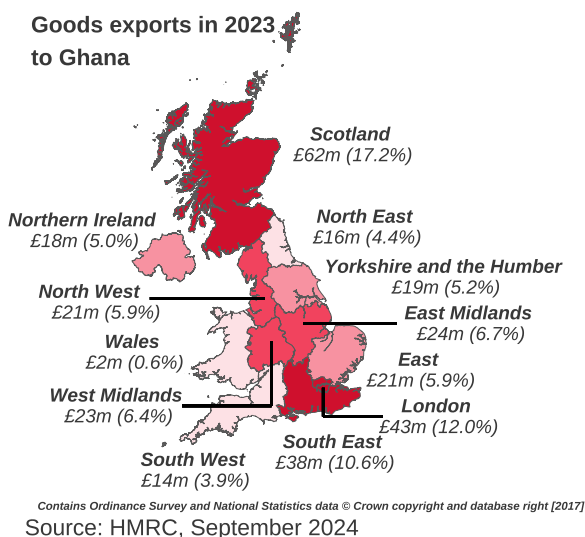 Goods exports in 2023
to Ghana
Scotland
£62m (17.2%)
Northern Ireland
£18m (5.0%)
North East
£16m (4.4%)
Yorkshire and the Humber
£19m (5.2%)
North West
£21m (5.9%)
East Midlands
£24m (6.7%)
Wales
£2m (0.6%)
East
£21m (5.9%)
West Midlands
£23m (6.4%)
London
£43m (12.0%)
South East
£38m (10.6%)
South West
£14m (3.9%)
Contains Ordinance Survey and National Statistics data © Crown copyright and database right [2017]
Source: HMRC, September 2024